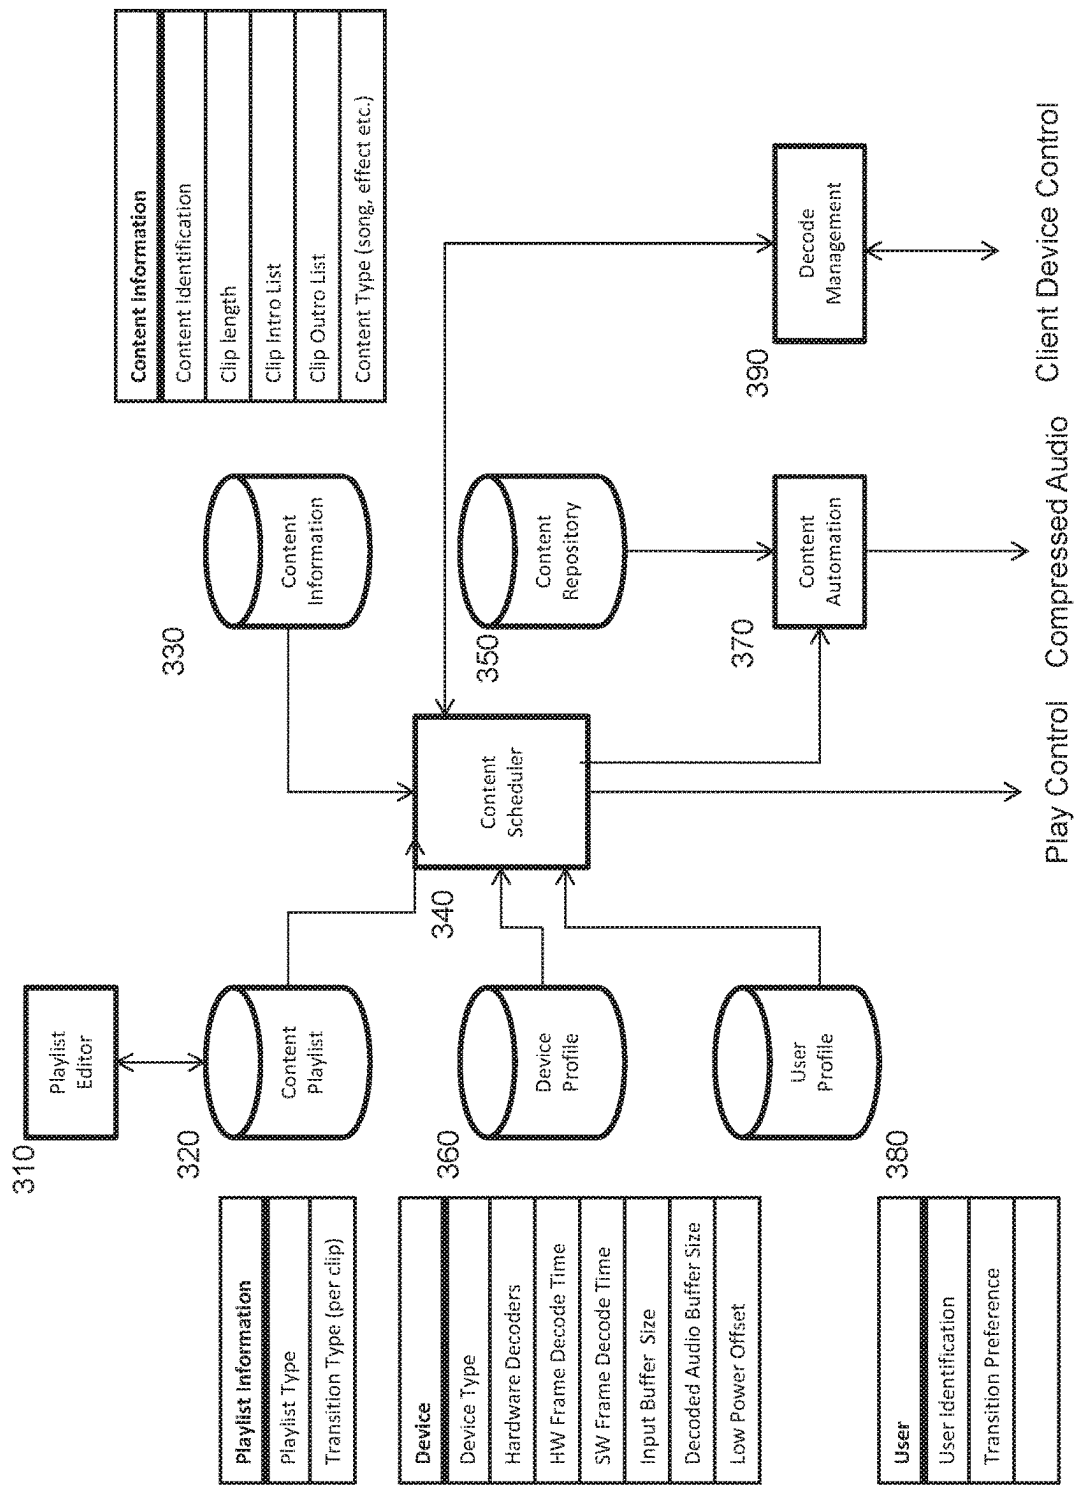 Playlist Information
Playlist Type
Transition Type (per clip)
Device
Device Type
Hardware Decoders
HW Frame Decode Time
SW Frame Decode Time
Input Buffer Size
Decoded Audio Buffer Size
Low Power Offset
User
User Identification
Transition Preference
310
Playlist
Editor
320
Content
Playlist
360
Device
Profile
380
User
Profile
340
Content
Scheduler
330
Content
Information
350
Content
Repository
370
Content
Automation
390
Decode
Management
Content Information
Content Identification
Clip length
Clip Intro List
Clip Outro List
Content Type (song, effect etc.)
Play Control
Compressed Audio
Client Device Control